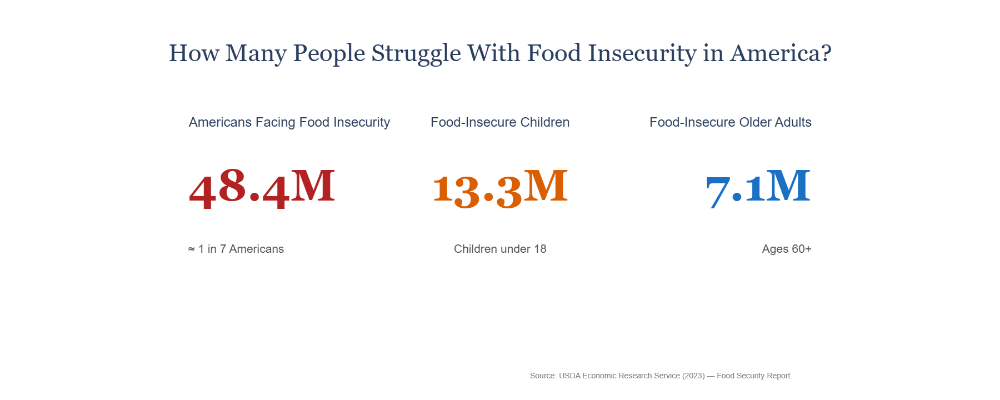 How Many People Struggle With Food Insecurity in America?
Americans Facing Food Insecurity
Food-Insecure Children
Food-Insecure Older Adults
48.4M
13.3M
7.1M
≈ 1 in 7 Americans
Children under 18
Ages 60+
Source: USDA Economic Research Service (2023) — Food Security Report.